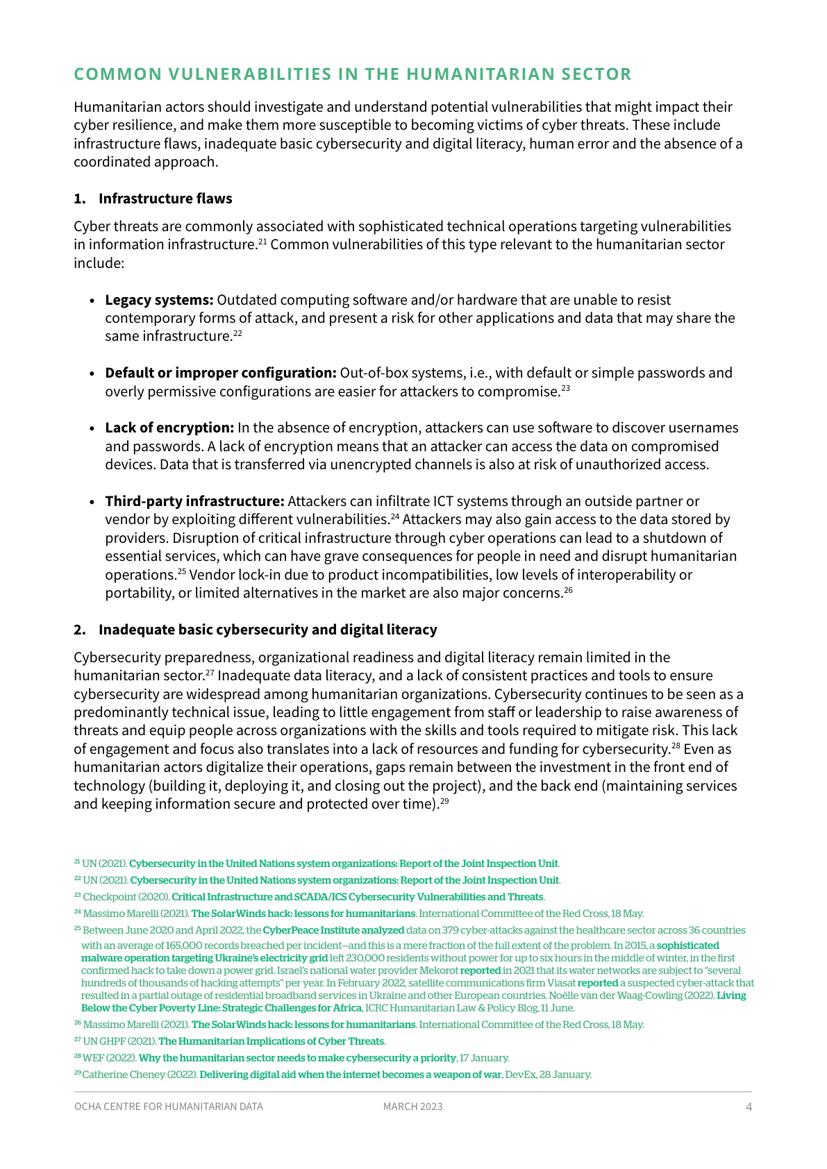 COMMON VULNERABILITIES IN THE HUMANITARIAN SECTOR
Humanitarian actors should investigate and understand potential vulnerabilities that might impact their
cyber resilience, and make them more susceptible to becoming victims of cyber threats. These include
infrastructure flaws, inadequate basic cybersecurity and digital literacy, human error and the absence of a
coordinated approach.
1. Infrastructure flaws
Cyber threats are commonly associated with sophisticated technical operations targeting vulnerabilities
in information infrastructure.²¹ Common vulnerabilities of this type relevant to the humanitarian sector
include:
• Legacy systems: Outdated computing software and/or hardware that are unable to resist
contemporary forms of attack, and present a risk for other applications and data that may share the
same infrastructure.²²
• Default or improper configuration: Out-of-box systems, i.e., with default or simple passwords and
overly permissive configurations are easier for attackers to compromise.²³
• Lack of encryption: In the absence of encryption, attackers can use software to discover usernames
and passwords. A lack of encryption means that an attacker can access the data on compromised
devices. Data that is transferred via unencrypted channels is also at risk of unauthorized access.
• Third-party infrastructure: Attackers can infiltrate ICT systems through an outside partner or
vendor by exploiting different vulnerabilities.²⁴ Attackers may also gain access to the data stored by
providers. Disruption of critical infrastructure through cyber operations can lead to a shutdown of
essential services, which can have grave consequences for people in need and disrupt humanitarian
operations.²⁵ Vendor lock-in due to product incompatibilities, low levels of interoperability or
portability, or limited alternatives in the market are also major concerns.²⁶
2. Inadequate basic cybersecurity and digital literacy
Cybersecurity preparedness, organizational readiness and digital literacy remain limited in the
humanitarian sector.²⁷ Inadequate data literacy, and a lack of consistent practices and tools to ensure
cybersecurity are widespread among humanitarian organizations. Cybersecurity continues to be seen as a
predominantly technical issue, leading to little engagement from staff or leadership to raise awareness of
threats and equip people across organizations with the skills and tools required to mitigate risk. This lack
of engagement and focus also translates into a lack of resources and funding for cybersecurity.²⁸ Even as
humanitarian actors digitalize their operations, gaps remain between the investment in the front end of
technology (building it, deploying it, and closing out the project), and the back end (maintaining services
and keeping information secure and protected over time).²⁹
²¹ UN (2021). Cybersecurity in the United Nations system organizations: Report of the Joint Inspection Unit.
²² UN (2021). Cybersecurity in the United Nations system organizations: Report of the Joint Inspection Unit.
²³ Checkpoint (2020). Critical Infrastructure and SCADA/ICS Cybersecurity Vulnerabilities and Threats.
²⁴ Massimo Marelli (2021). The SolarWinds hack: lessons for humanitarians. International Committee of the Red Cross, 18 May.
²⁵ Between June 2020 and April 2022, the CyberPeace Institute analyzed data on 379 cyber-attacks against the healthcare sector across 36 countries
with an average of 165,000 records breached per incident—and this is a mere fraction of the full extent of the problem. In 2015, a sophisticated
malware operation targeting Ukraine's electricity grid left 230,000 residents without power for up to six hours in the middle of winter, in the first
confirmed hack to take down a power grid. Israel's national water provider Mekorot reported in 2021 that its water networks are subject to “several
hundreds of thousands of hacking attempts” per year. In February 2022, satellite communications firm Viasat reported a suspected cyber-attack that
resulted in a partial outage of residential broadband services in Ukraine and other European countries. Noëlle van der Waag-Cowling (2022). Living
Below the Cyber Poverty Line: Strategic Challenges for Africa, ICRC Humanitarian Law & Policy Blog, 11 June.
²⁶ Massimo Marelli (2021). The SolarWinds hack: lessons for humanitarians. International Committee of the Red Cross, 18 May.
²⁷ UN GHPF (2021). The Humanitarian Implications of Cyber Threats.
²⁸ WEF (2022). Why the humanitarian sector needs to make cybersecurity a priority, 17 January.
²⁹ Catherine Cheney (2022). Delivering digital aid when the internet becomes a weapon of war, DevEx, 28 January.
OCHA CENTRE FOR HUMANITARIAN DATA MARCH 2023 4